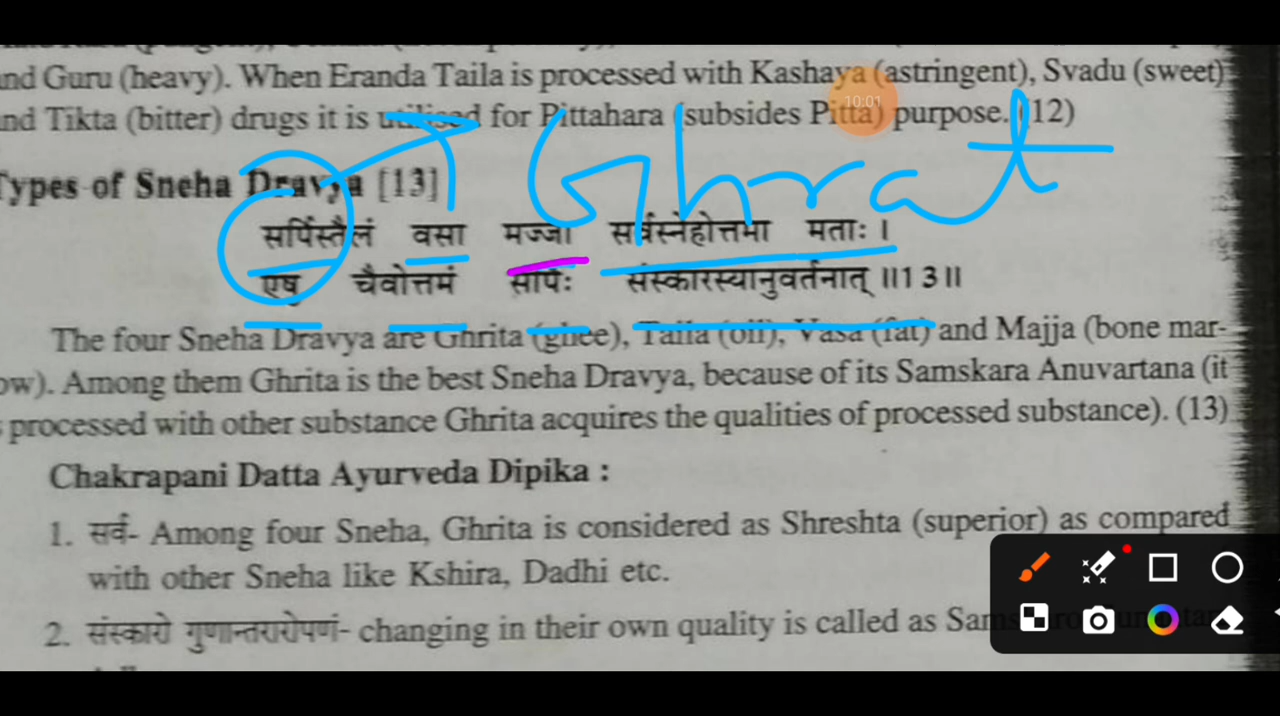 nd Guru (heavy). When Eranda Taila is processed with Kashaya (astringent), Svadu (sweet)
10:01
nd Tikta (bitter) drugs it is utilised for Pittahara (subsides Pitta) purpose. (12)
Ghrat
Types of Sneha Dravya [13]
सर्पिस्तैलं वसा मज्जा सर्वस्नेहोत्तमा मताः ।
एषु चैवोत्तमं सर्पिः संस्कारस्यानुवर्तनात् ॥13॥
The four Sneha Dravya are Ghrita (ghee), Taila (oil), Vasa (fat) and Majja (bone mar-
ow). Among them Ghrita is the best Sneha Dravya, because of its Samskara Anuvartana (it
processed with other substance Ghrita acquires the qualities of processed substance). (13)
Chakrapani Datta Ayurveda Dipika :
1. सर्व- Among four Sneha, Ghrita is considered as Shreshta (superior) as compared
with other Sneha like Kshira, Dadhi etc.
2. संस्कारो गुणान्तरारोपणं- changing in their own quality is called as